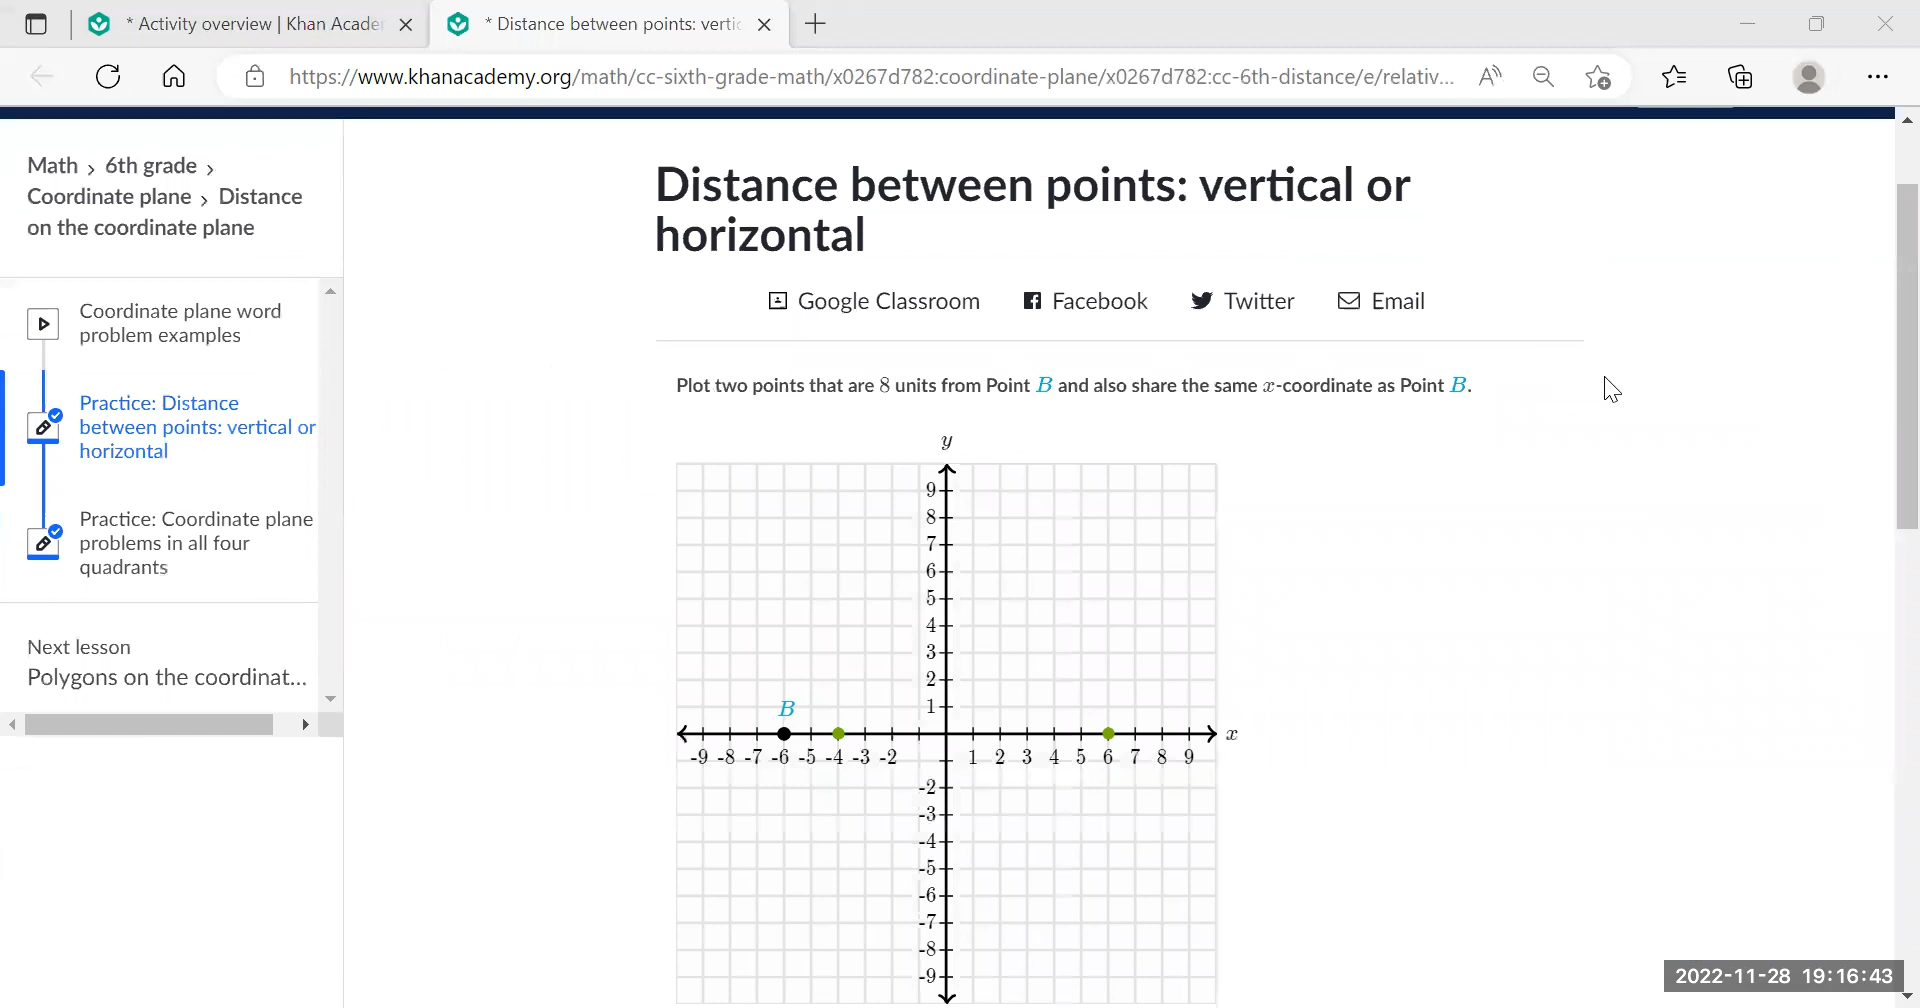 * Activity overview | Khan Acade
* Distance between points: vertic
https://www.khanacademy.org/math/cc-sixth-grade-math/x0267d782:coordinate-plane/x0267d782:cc-6th-distance/e/relativ...
Math > 6th grade >
Coordinate plane > Distance
on the coordinate plane
Coordinate plane word
problem examples
Practice: Distance
between points: vertical or
horizontal
Practice: Coordinate plane
problems in all four
quadrants
Next lesson
Polygons on the coordinat...
Distance between points: vertical or
horizontal
Google Classroom Facebook Twitter Email
Plot two points that are 8 units from Point B and also share the same x-coordinate as Point B.
y
9
8
7
6
5
4
3
2
1
B
x
-9 -8 -7 -6 -5 -4 -3 -2 1 2 3 4 5 6 7 8 9
-2
-3
-4
-5
-6
-7
-8
-9
2022-11-28 19:16:43